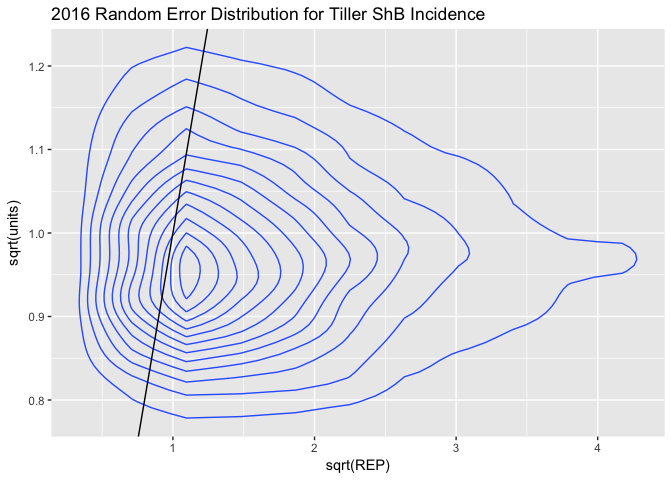 2016 Random Error Distribution for Tiller ShB Incidence
1.2
1.1
1.0
0.9
0.8
sqrt(units)
1 2 3 4
sqrt(REP)